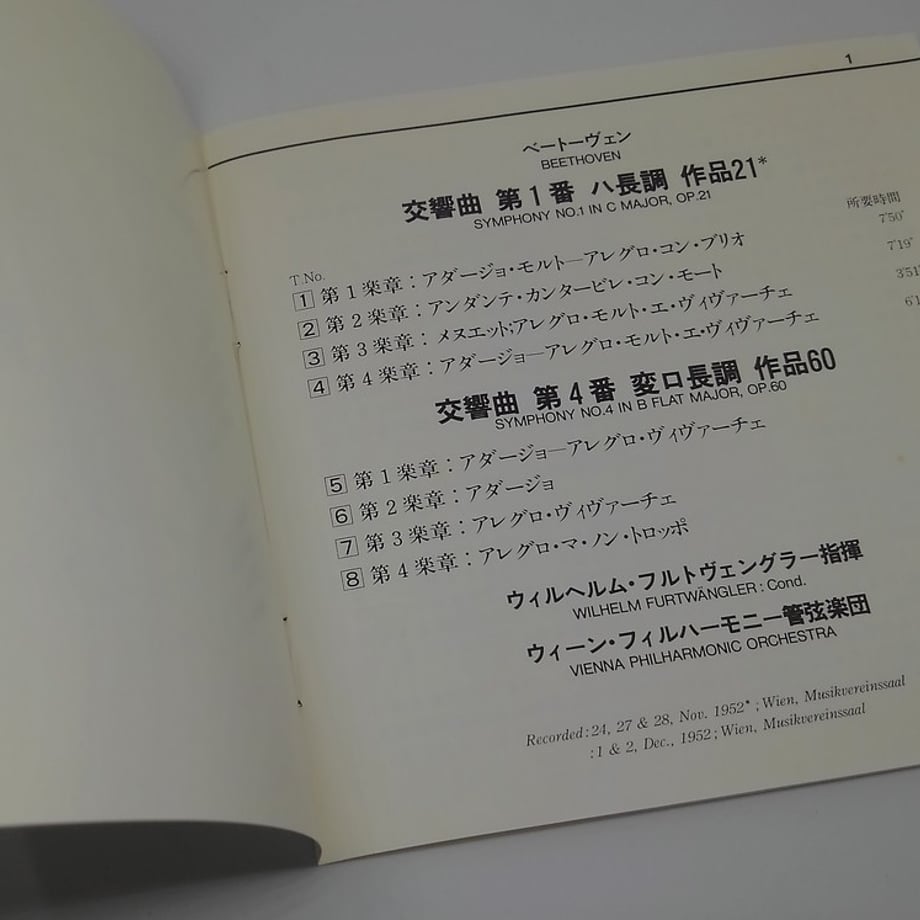 1
ベートーヴェン
BEETHOVEN
交響曲 第1番 ハ長調 作品21*
SYMPHONY NO.1 IN C MAJOR, OP.21
T.No. 所要時間
1 第1楽章：アダージョ・モルト―アレグロ・コン・ブリオ 7'50"
2 第2楽章：アンダンテ・カンタービレ・コン・モート 7'19"
3 第3楽章：メヌエット;アレグロ・モルト・エ・ヴィヴァーチェ 3'51"
4 第4楽章：アダージョ―アレグロ・モルト・エ・ヴィヴァーチェ
交響曲 第4番 変ロ長調 作品60
SYMPHONY NO.4 IN B FLAT MAJOR, OP.60
5 第1楽章：アダージョ―アレグロ・ヴィヴァーチェ
6 第2楽章：アダージョ
7 第3楽章：アレグロ・ヴィヴァーチェ
8 第4楽章：アレグロ・マ・ノン・トロッポ
ウィルヘルム・フルトヴェングラー指揮
WILHELM FURTWÄNGLER : Cond.
ウィーン・フィルハーモニー管弦楽団
VIENNA PHILHARMONIC ORCHESTRA
Recorded : 24, 27 & 28, Nov. 1952* ; Wien, Musikvereinssaal
: 1 & 2, Dec., 1952 ; Wien, Musikvereinssaal